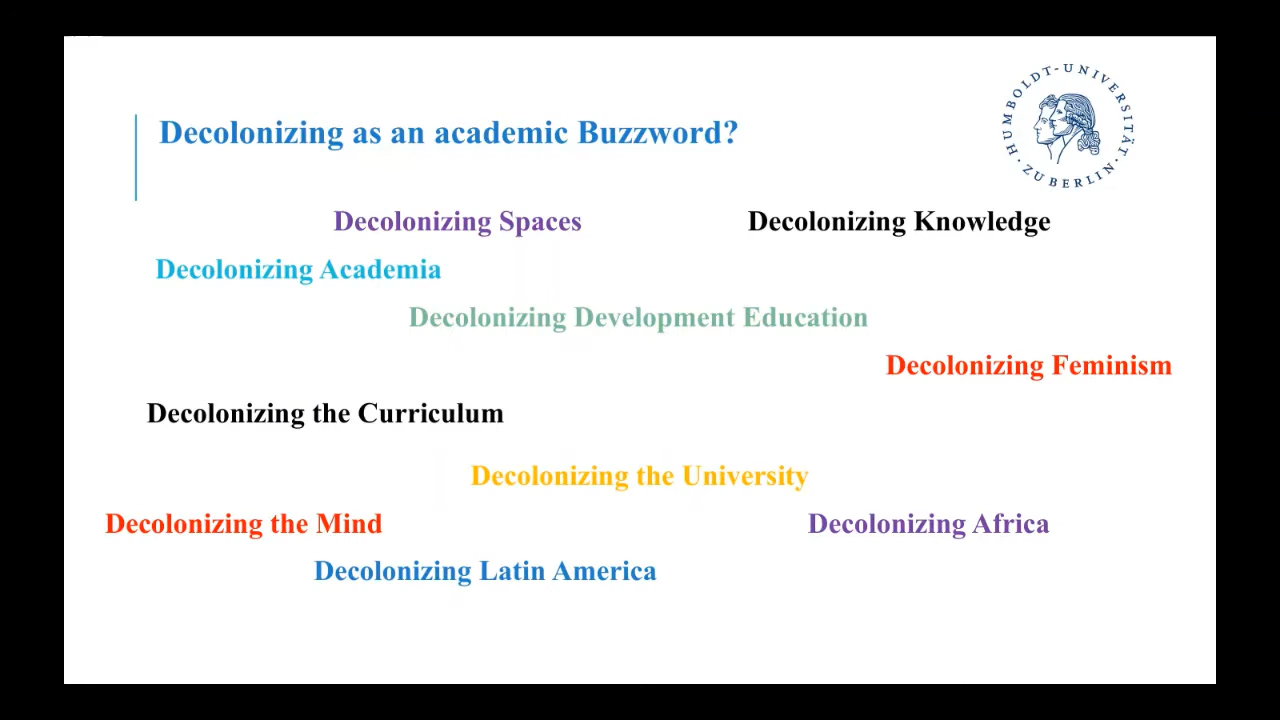 Decolonizing as an academic Buzzword?
HUMBOLDT-UNIVERSITÄT
· ZU BERLIN ·
Decolonizing Spaces
Decolonizing Knowledge
Decolonizing Academia
Decolonizing Development Education
Decolonizing Feminism
Decolonizing the Curriculum
Decolonizing the University
Decolonizing the Mind
Decolonizing Africa
Decolonizing Latin America